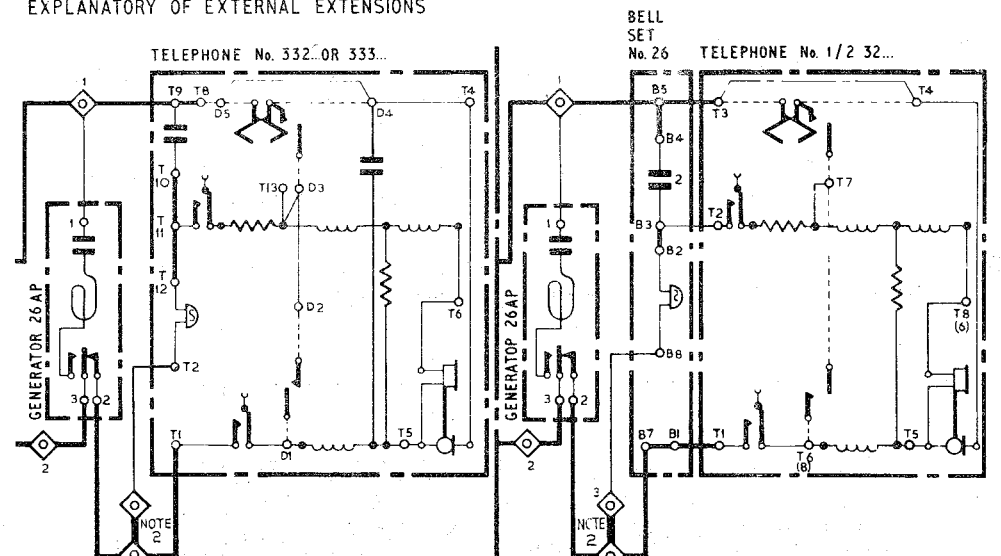 EXPLANATORY OF EXTERNAL EXTENSIONS
BELL
SET
No. 26
TELEPHONE No. 332... OR 333...
TELEPHONE No. 1/2 32...
1
T9
T8
D5
D4
T4
1
B5
T3
T4
B4
T
10
T13
D3
2
T7
1
T
11
1
B3
T2
B2
T
12
D2
T6
T8
(6)
GENERATOR 26AP
GENERATOR 26AP
T2
B8
3
2
3
2
T1
D1
T5
B7
B1
T1
T6
(8)
T5
2
2
3
NOTE
2
NOTE
2